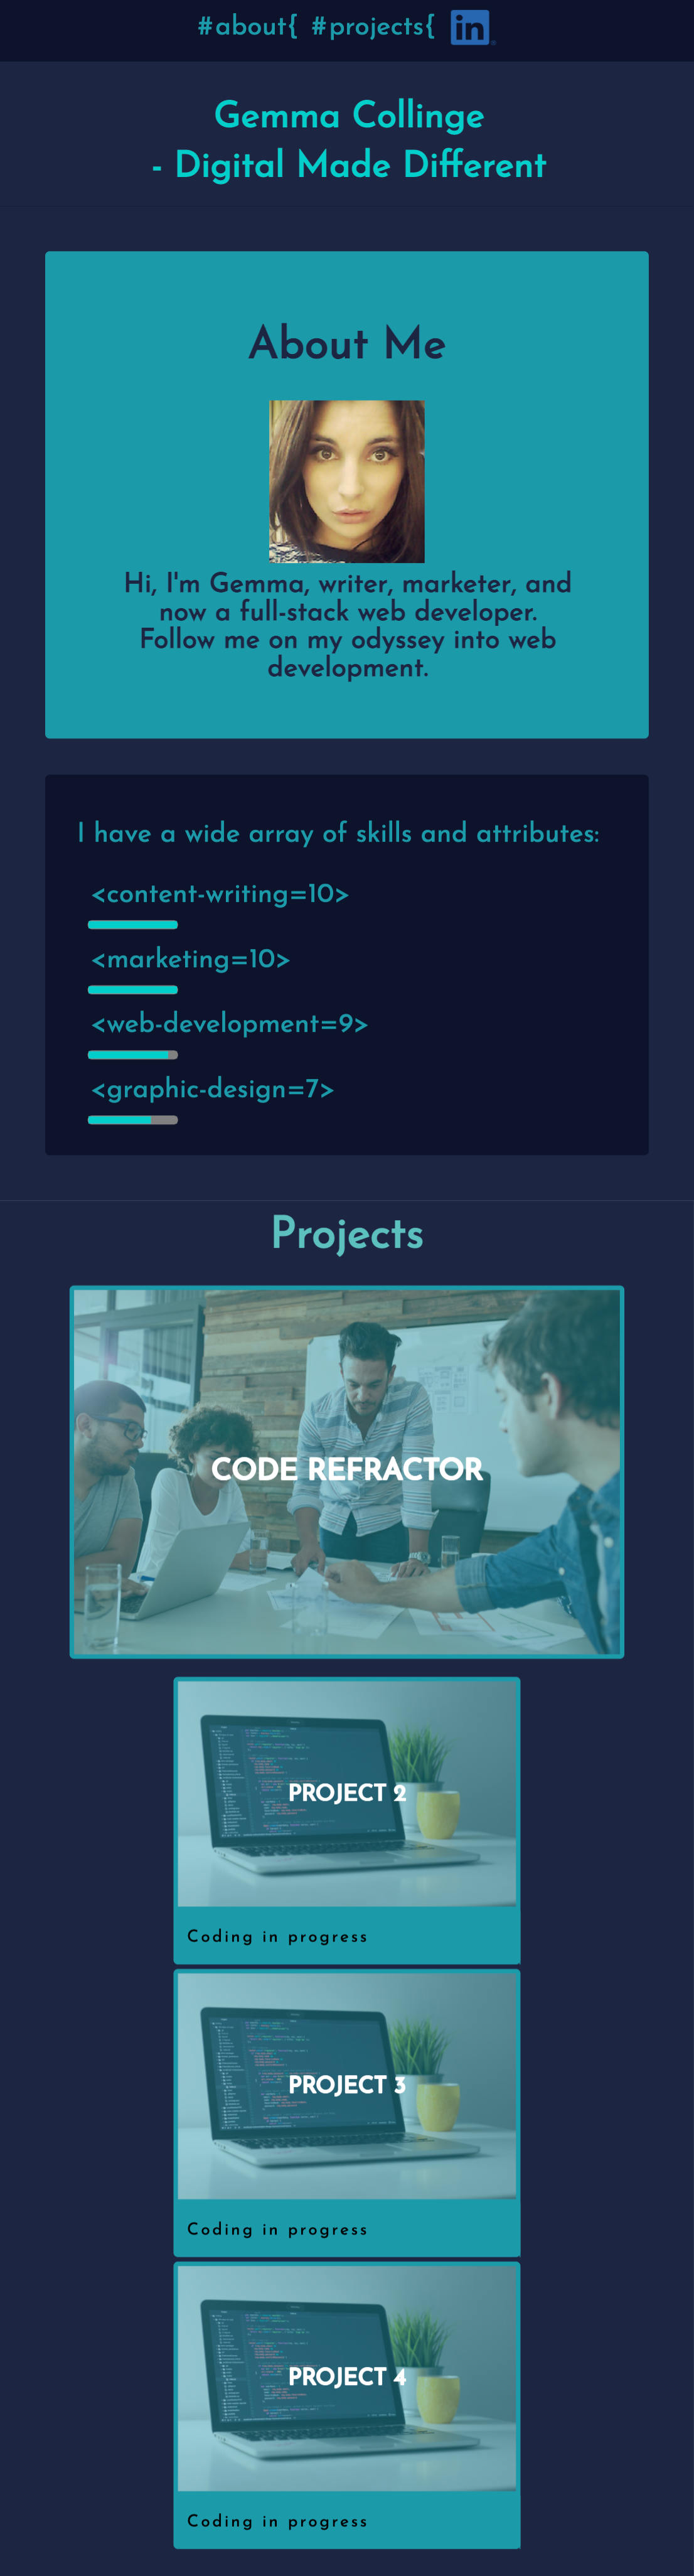 #about{ #projects{ in
Gemma Collinge
- Digital Made Different
About Me
Hi, I'm Gemma, writer, marketer, and
now a full-stack web developer.
Follow me on my odyssey into web
development.
I have a wide array of skills and attributes:
<content-writing=10>
<marketing=10>
<web-development=9>
<graphic-design=7>
Projects
CODE REFRACTOR
PROJECT 2
Coding in progress
PROJECT 3
Coding in progress
PROJECT 4
Coding in progress